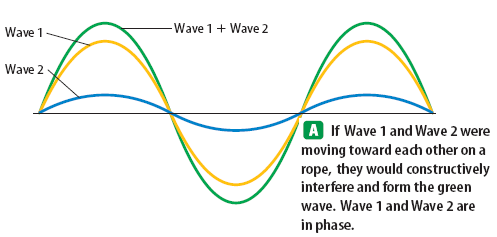 Wave 1
Wave 1 + Wave 2
Wave 2
A If Wave 1 and Wave 2 were
moving toward each other on a
rope, they would constructively
interfere and form the green
wave. Wave 1 and Wave 2 are
in phase.